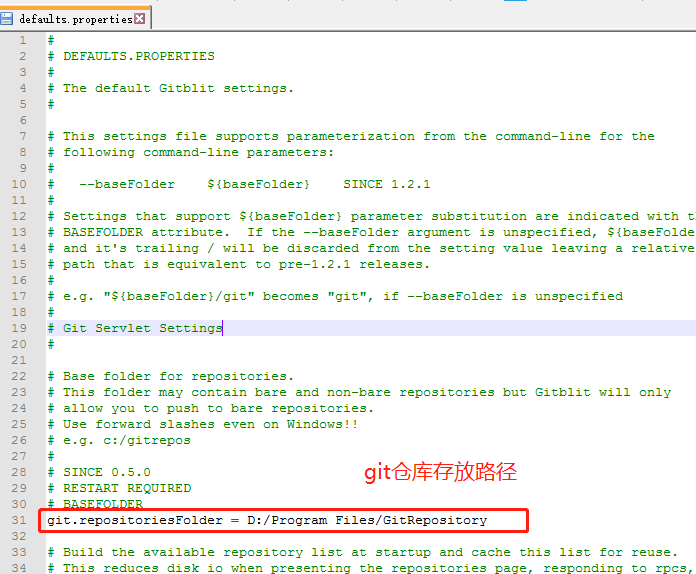 defaults.properties
1 #
2 # DEFAULTS.PROPERTIES
3 #
4 # The default Gitblit settings.
5 #
6
7 # This settings file supports parameterization from the command-line for the
8 # following command-line parameters:
9 #
10 #   --baseFolder    ${baseFolder}    SINCE 1.2.1
11 #
12 # Settings that support ${baseFolder} parameter substitution are indicated with th
13 # BASEFOLDER attribute.  If the --baseFolder argument is unspecified, ${baseFolde
14 # and it's trailing / will be discarded from the setting value leaving a relative
15 # path that is equivalent to pre-1.2.1 releases.
16 #
17 # e.g. "${baseFolder}/git" becomes "git", if --baseFolder is unspecified
18 #
19 # Git Servlet Settings
20 #
21
22 # Base folder for repositories.
23 # This folder may contain bare and non-bare repositories but Gitblit will only
24 # allow you to push to bare repositories.
25 # Use forward slashes even on Windows!!
26 # e.g. c:/gitrepos
27 #
28 # SINCE 0.5.0
git仓库存放路径
29 # RESTART REQUIRED
30 # BASEFOLDER
31 git.repositoriesFolder = D:/Program Files/GitRepository
32
33 # Build the available repository list at startup and cache this list for reuse.
34 # This reduces disk io when presenting the repositories page, responding to rpcs,